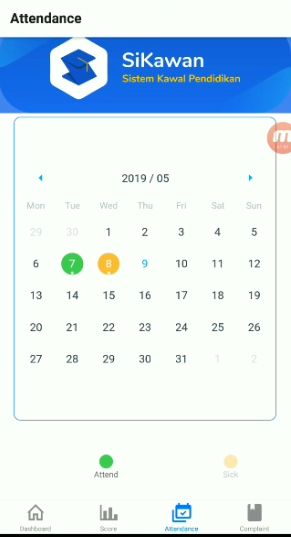 Attendance
SiKawan
Sistem Kawal Pendidikan
2019 / 05
Mon Tue Wed Thu Fri Sat Sun
29 30 1 2 3 4 5
6 7 8 9 10 11 12
13 14 15 16 17 18 19
20 21 22 23 24 25 26
27 28 29 30 31 1 2
Attend Sick
Dashboard Score Attendance Complaint